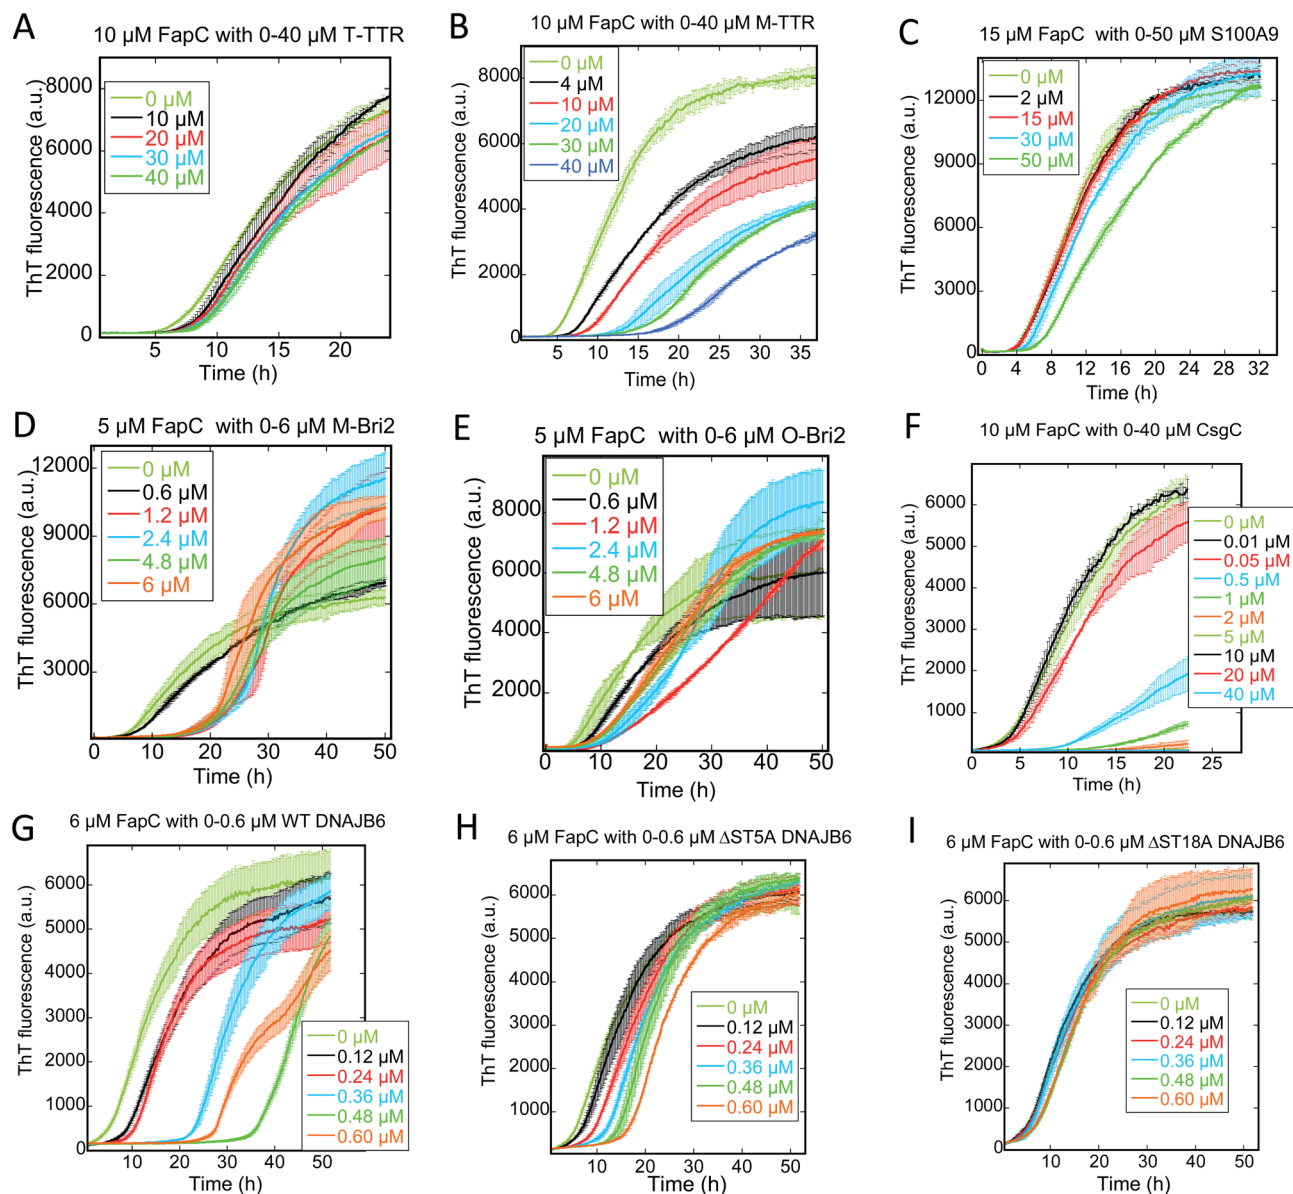 A
10 µM FapC with 0-40 µM T-TTR
ThT fluorescence (a.u.)
8000
6000
4000
2000
0
0 µM
10 µM
20 µM
30 µM
40 µM
5 10 15 20
Time (h)
B
10 µM FapC with 0-40 µM M-TTR
ThT fluorescence (a.u.)
8000
6000
4000
2000
0
0 µM
4 µM
10 µM
20 µM
30 µM
40 µM
5 10 15 20 25 30 35
Time (h)
C
15 µM FapC with 0-50 µM S100A9
ThT fluorescence (a.u.)
12000
9000
6000
3000
0
0 µM
2 µM
15 µM
30 µM
50 µM
0 4 8 12 16 20 24 28 32
Time (h)
D
5 µM FapC with 0-6 µM M-Bri2
ThT fluorescence (a.u.)
12000
9000
6000
3000
0 µM
0.6 µM
1.2 µM
2.4 µM
4.8 µM
6 µM
0 10 20 30 40 50
Time (h)
E
5 µM FapC with 0-6 µM O-Bri2
ThT fluorescence (a.u.)
8000
6000
4000
2000
0 µM
0.6 µM
1.2 µM
2.4 µM
4.8 µM
6 µM
0 10 20 30 40 50
Time (h)
F
10 µM FapC with 0-40 µM CsgC
ThT fluorescence (a.u.)
6000
5000
4000
3000
2000
1000
0 µM
0.01 µM
0.05 µM
0.5 µM
1 µM
2 µM
5 µM
10 µM
20 µM
40 µM
0 5 10 15 20 25
Time (h)
G
6 µM FapC with 0-0.6 µM WT DNAJB6
ThT fluorescence (a.u.)
6000
5000
4000
3000
2000
1000
0
0 µM
0.12 µM
0.24 µM
0.36 µM
0.48 µM
0.60 µM
10 20 30 40 50
Time (h)
H
6 µM FapC with 0-0.6 µM ΔST5A DNAJB6
ThT fluorescence (a.u.)
6000
5000
4000
3000
2000
1000
0 µM
0.12 µM
0.24 µM
0.36 µM
0.48 µM
0.60 µM
10 20 30 40 50
Time (h)
I
6 µM FapC with 0-0.6 µM ΔST18A DNAJB6
ThT fluorescence (a.u.)
6000
5000
4000
3000
2000
1000
0 µM
0.12 µM
0.24 µM
0.36 µM
0.48 µM
0.60 µM
10 20 30 40 50
Time (h)